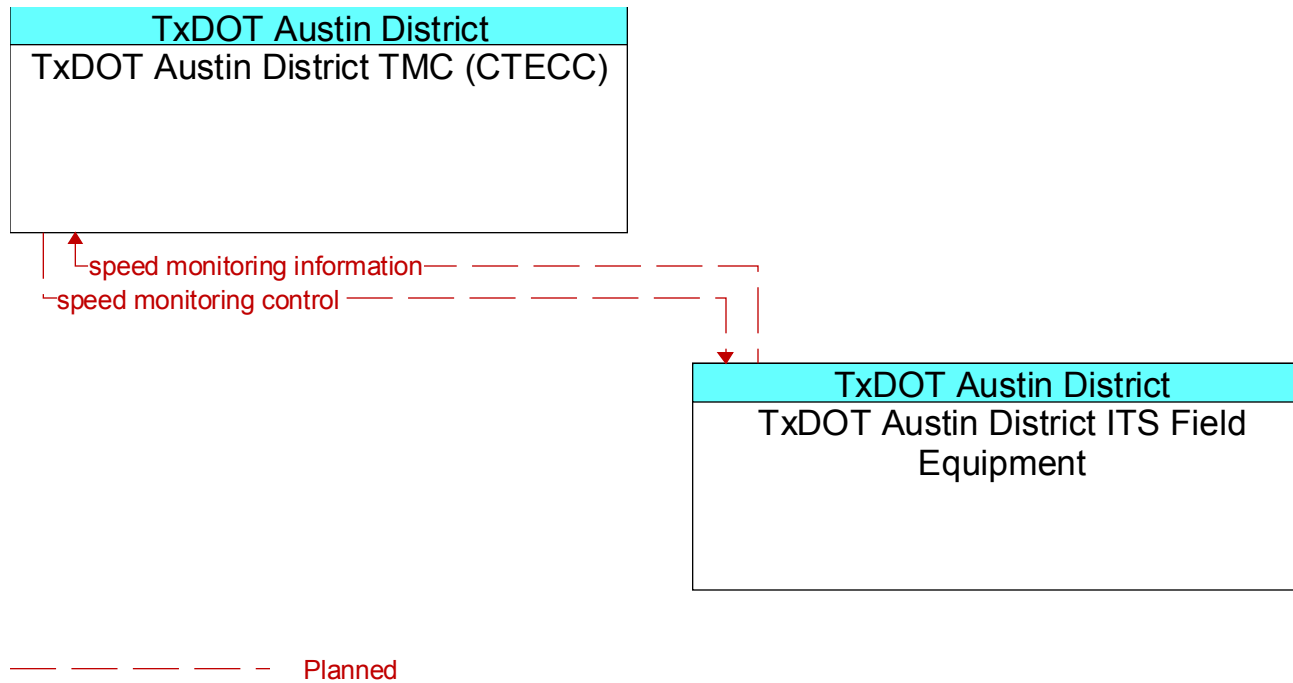 TxDOT Austin District
TxDOT Austin District TMC (CTECC)
speed monitoring information
speed monitoring control
TxDOT Austin District
TxDOT Austin District ITS Field
Equipment
Planned